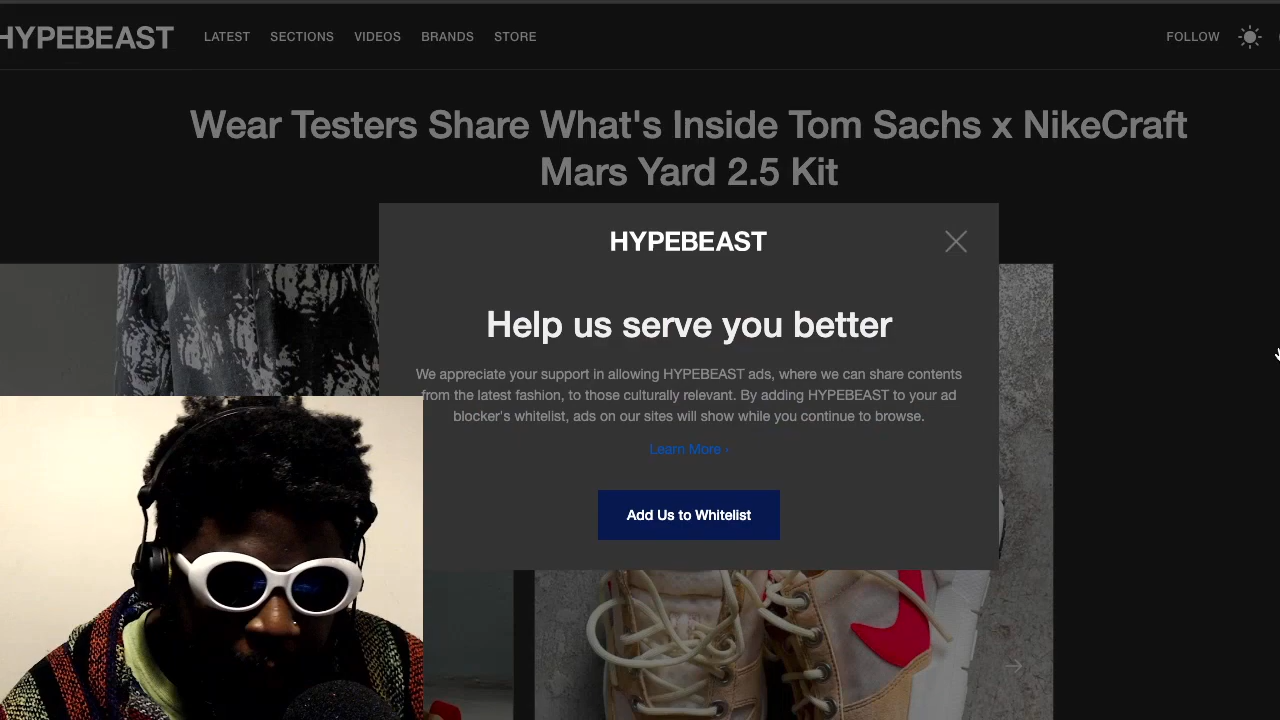 HYPEBEAST
LATEST SECTIONS VIDEOS BRANDS STORE FOLLOW
Wear Testers Share What's Inside Tom Sachs x NikeCraft
Mars Yard 2.5 Kit
HYPEBEAST
Help us serve you better
We appreciate your support in allowing HYPEBEAST ads, where we can share contents
from the latest fashion, to those culturally relevant. By adding HYPEBEAST to your ad
blocker's whitelist, ads on our sites will show while you continue to browse.
Learn More ›
Add Us to Whitelist